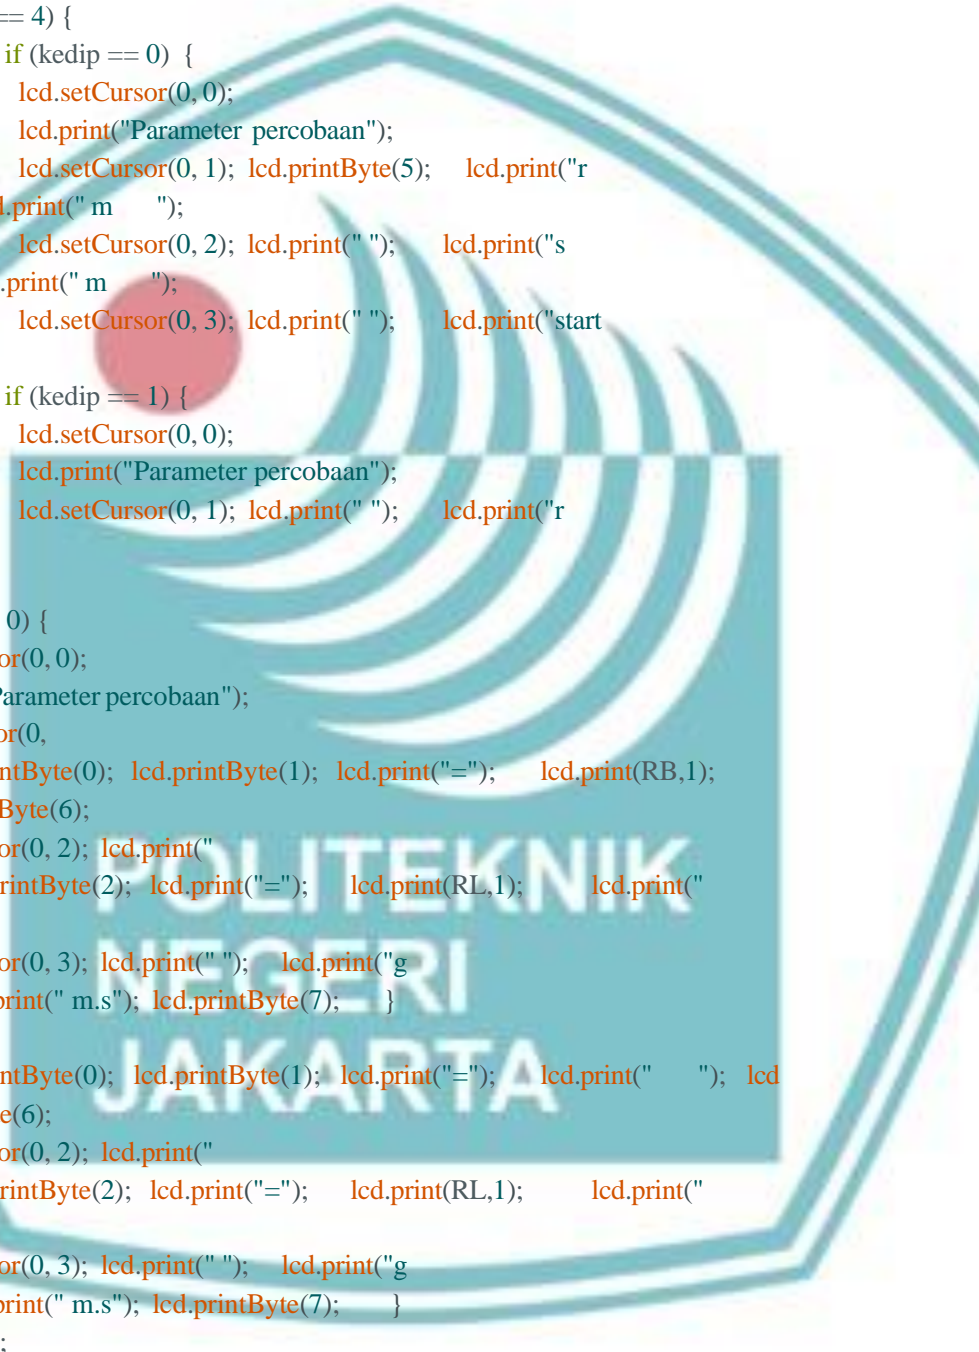 == 4) {
if (kedip == 0) {
lcd.setCursor(0, 0);
lcd.print("Parameter percobaan");
lcd.setCursor(0, 1); lcd.printByte(5); lcd.print("r
.print(" m ");
lcd.setCursor(0, 2); lcd.print(" "); lcd.print("s
.print(" m ");
lcd.setCursor(0, 3); lcd.print(" "); lcd.print("start
if (kedip == 1) {
lcd.setCursor(0, 0);
lcd.print("Parameter percobaan");
lcd.setCursor(0, 1); lcd.print(" "); lcd.print("r
0) {
or(0, 0);
Parameter percobaan");
or(0,
ntByte(0); lcd.printByte(1); lcd.print("="); lcd.print(RB,1);
Byte(6);
or(0, 2); lcd.print("
rintByte(2); lcd.print("="); lcd.print(RL,1); lcd.print("
or(0, 3); lcd.print(" "); lcd.print("g
print(" m.s"); lcd.printByte(7); }
ntByte(0); lcd.printByte(1); lcd.print("="); lcd.print(" "); lcd
e(6);
or(0, 2); lcd.print("
rintByte(2); lcd.print("="); lcd.print(RL,1); lcd.print("
or(0, 3); lcd.print(" "); lcd.print("g
print(" m.s"); lcd.printByte(7); }
;
POLITEKNIK
NEGERI
JAKARTA